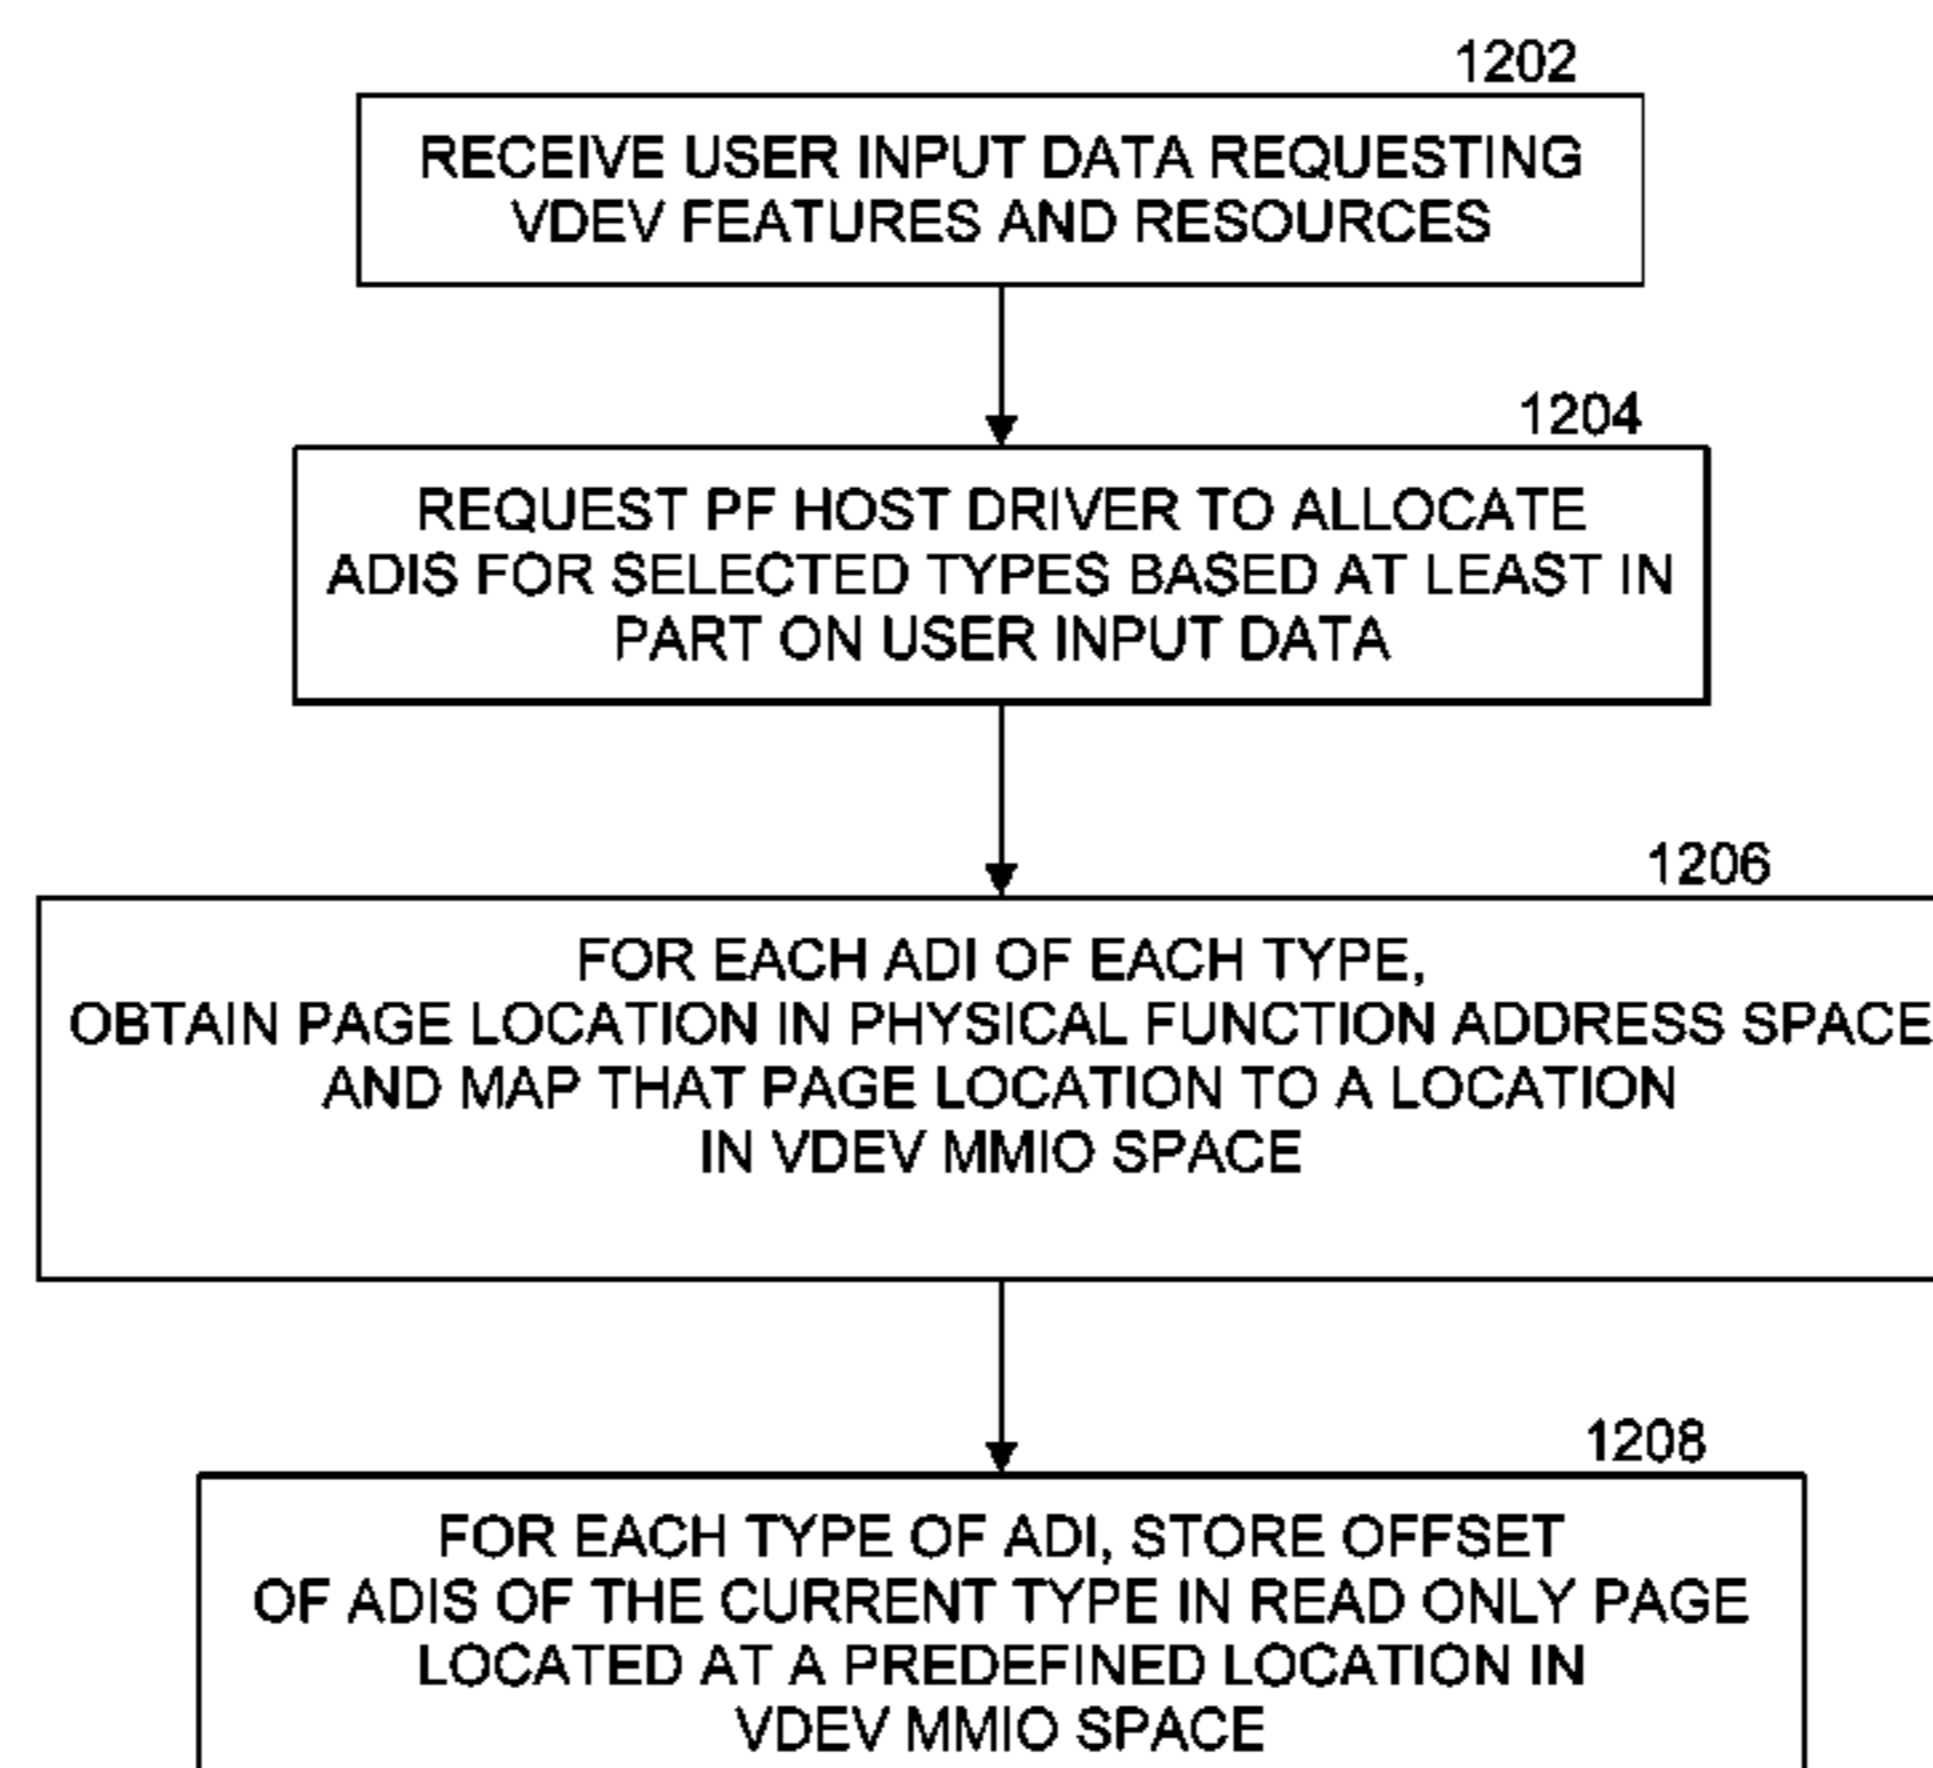 1202
RECEIVE USER INPUT DATA REQUESTING
VDEV FEATURES AND RESOURCES
1204
REQUEST PF HOST DRIVER TO ALLOCATE
ADIS FOR SELECTED TYPES BASED AT LEAST IN
PART ON USER INPUT DATA
1206
FOR EACH ADI OF EACH TYPE,
OBTAIN PAGE LOCATION IN PHYSICAL FUNCTION ADDRESS SPACE
AND MAP THAT PAGE LOCATION TO A LOCATION
IN VDEV MMIO SPACE
1208
FOR EACH TYPE OF ADI, STORE OFFSET
OF ADIS OF THE CURRENT TYPE IN READ ONLY PAGE
LOCATED AT A PREDEFINED LOCATION IN
VDEV MMIO SPACE